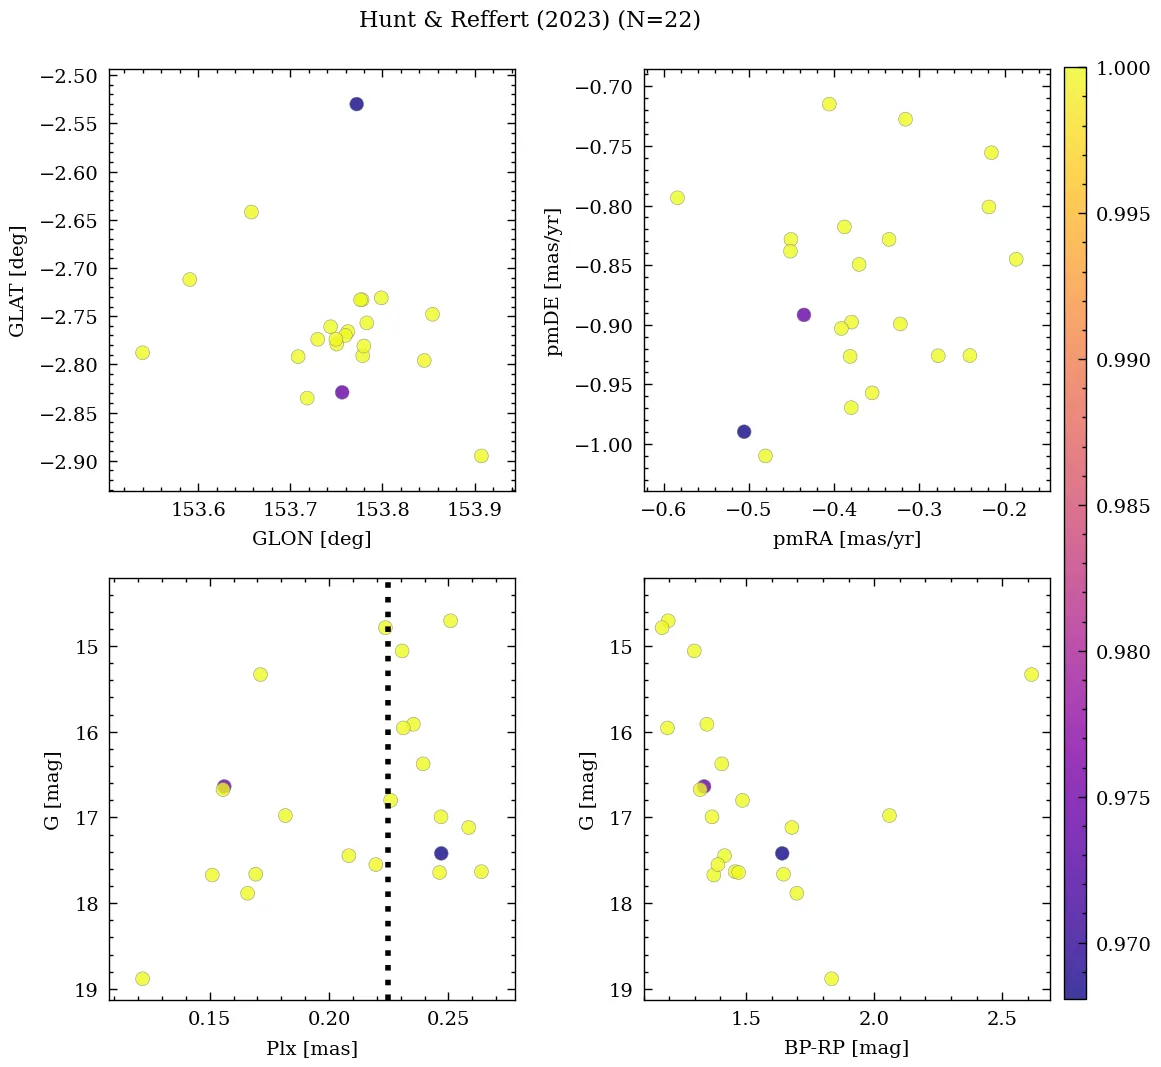 Hunt & Reffert (2023) (N=22)
−2.50
−2.55
−2.60
−2.65
−2.70
−2.75
−2.80
−2.85
−2.90
GLAT [deg]
153.6 153.7 153.8 153.9
GLON [deg]
−0.70
−0.75
−0.80
−0.85
−0.90
−0.95
−1.00
pmDE [mas/yr]
−0.6 −0.5 −0.4 −0.3 −0.2
pmRA [mas/yr]
15
16
17
18
19
G [mag]
0.15 0.20 0.25
Plx [mas]
15
16
17
18
19
G [mag]
1.5 2.0 2.5
BP-RP [mag]
1.000
0.995
0.990
0.985
0.980
0.975
0.970